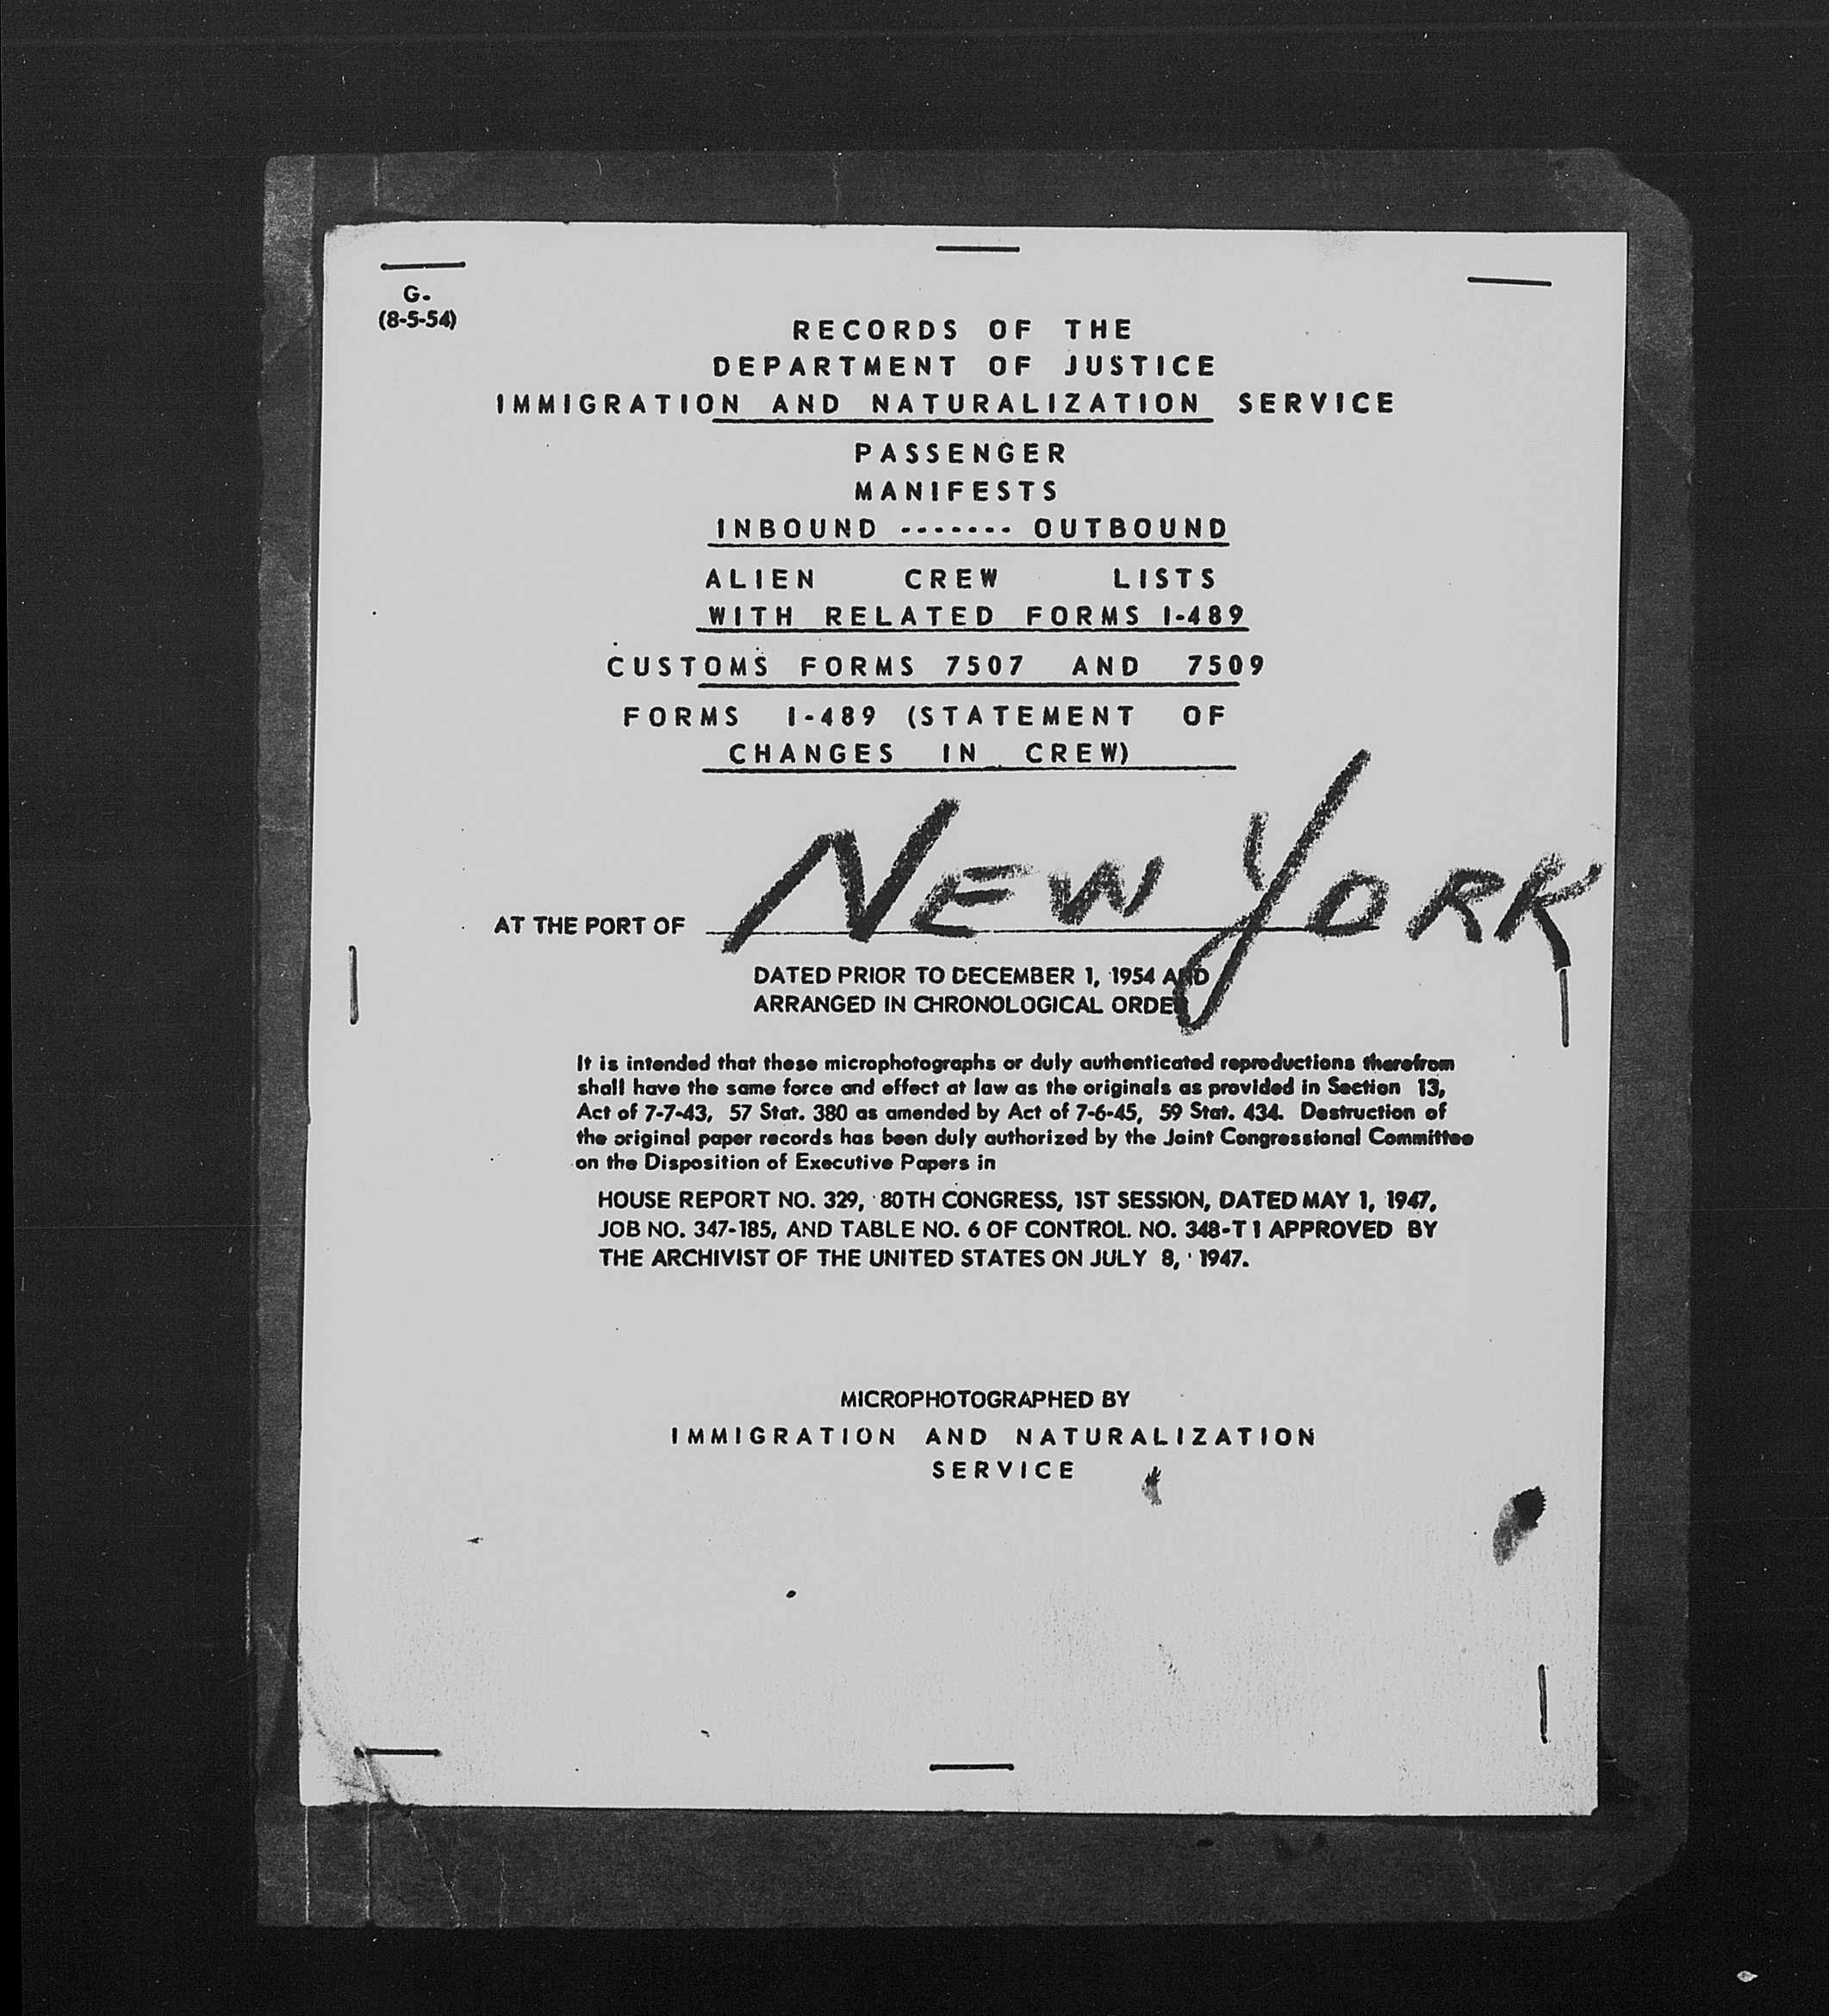 G.
(8-5-54)
RECORDS OF THE
DEPARTMENT OF JUSTICE
IMMIGRATION AND NATURALIZATION SERVICE
PASSENGER
MANIFESTS
INBOUND ------- OUTBOUND
ALIEN CREW LISTS
WITH RELATED FORMS I-489
CUSTOMS FORMS 7507 AND 7509
FORMS I-489 (STATEMENT OF
CHANGES IN CREW)
AT THE PORT OF NEW YORK
DATED PRIOR TO DECEMBER 1, 1954 AND
ARRANGED IN CHRONOLOGICAL ORDER
It is intended that these microphotographs or duly authenticated reproductions therefrom
shall have the same force and effect at law as the originals as provided in Section 13,
Act of 7-7-43, 57 Stat. 380 as amended by Act of 7-6-45, 59 Stat. 434. Destruction of
the original paper records has been duly authorized by the Joint Congressional Committee
on the Disposition of Executive Papers in
HOUSE REPORT NO. 329, 80TH CONGRESS, 1ST SESSION, DATED MAY 1, 1947,
JOB NO. 347-185, AND TABLE NO. 6 OF CONTROL. NO. 348-T1 APPROVED BY
THE ARCHIVIST OF THE UNITED STATES ON JULY 8, 1947.
MICROPHOTOGRAPHED BY
IMMIGRATION AND NATURALIZATION
SERVICE